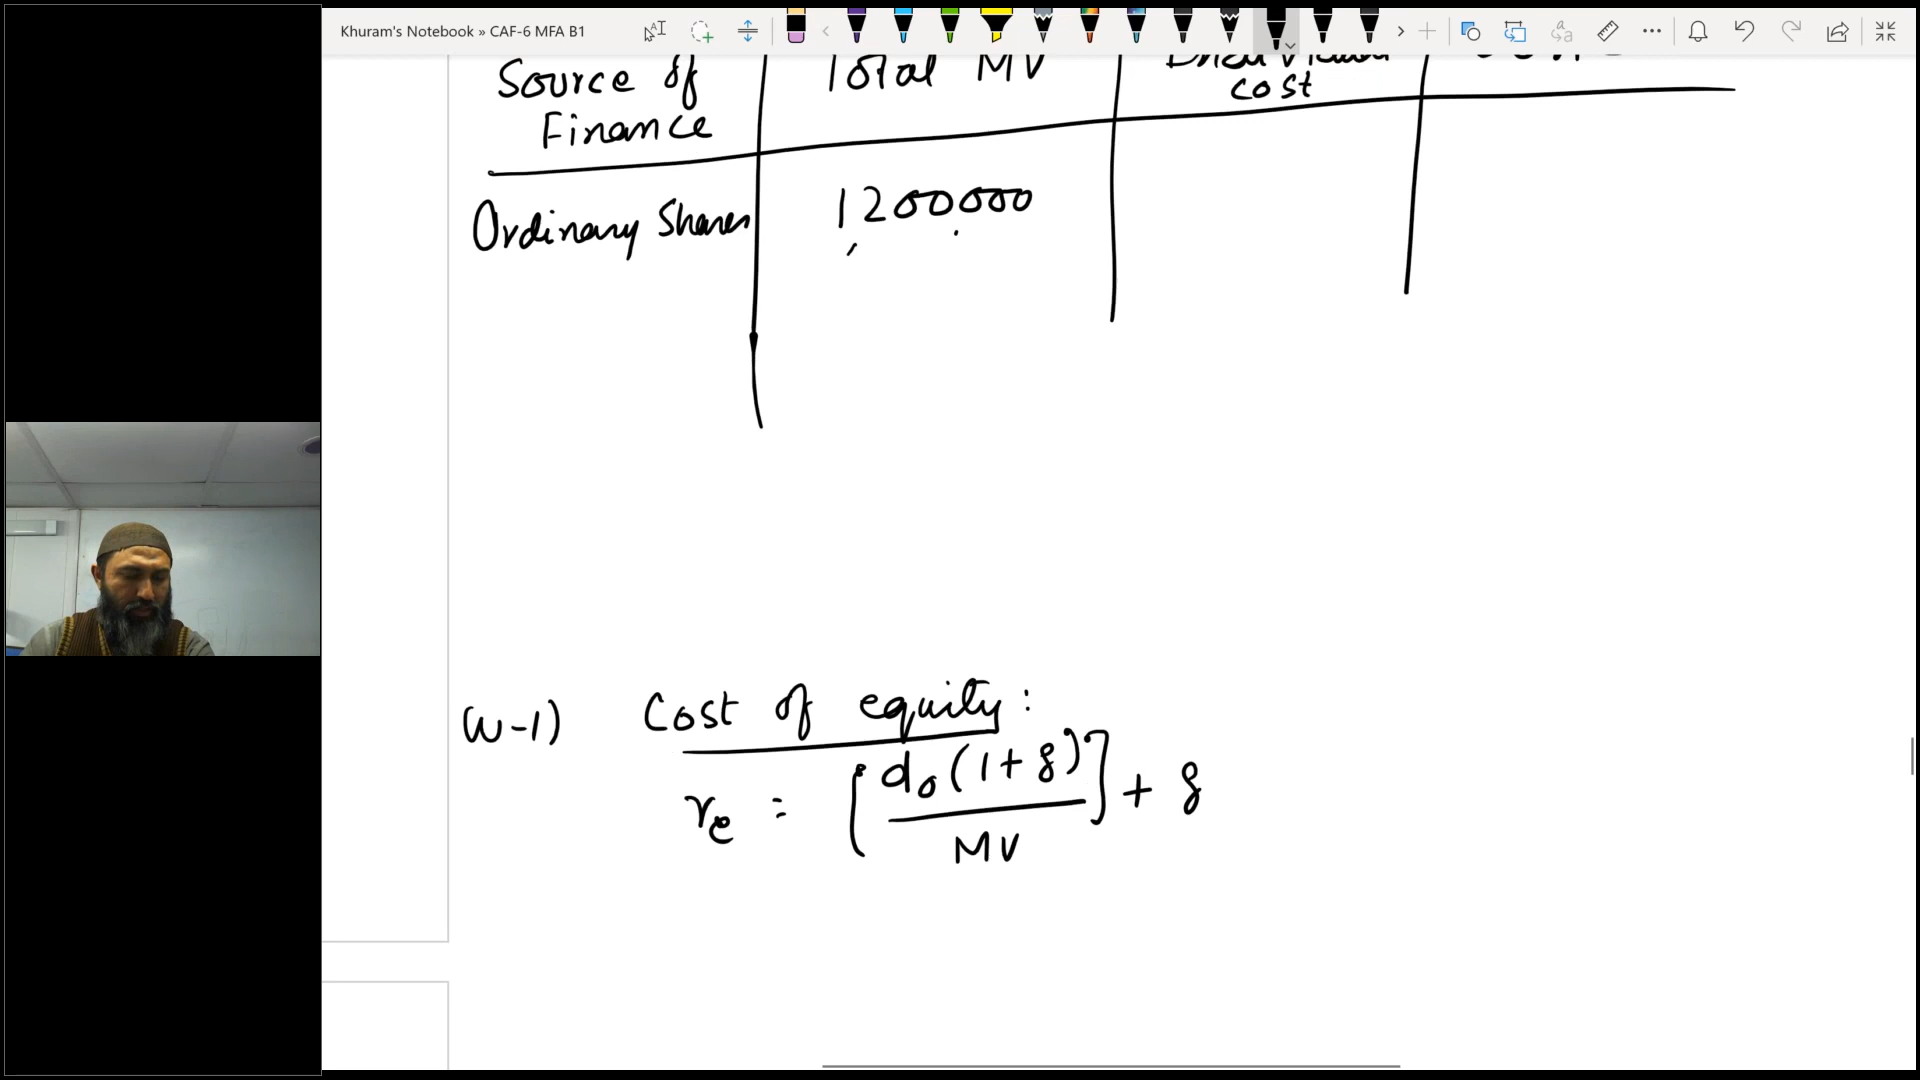 Khuram's Notebook » CAF-6 MFA B1
Source of Total MV
Finance cost
Ordinary Shares 1200000
W-1) Cost of equity:
re = [do(1+g)/MV] + g